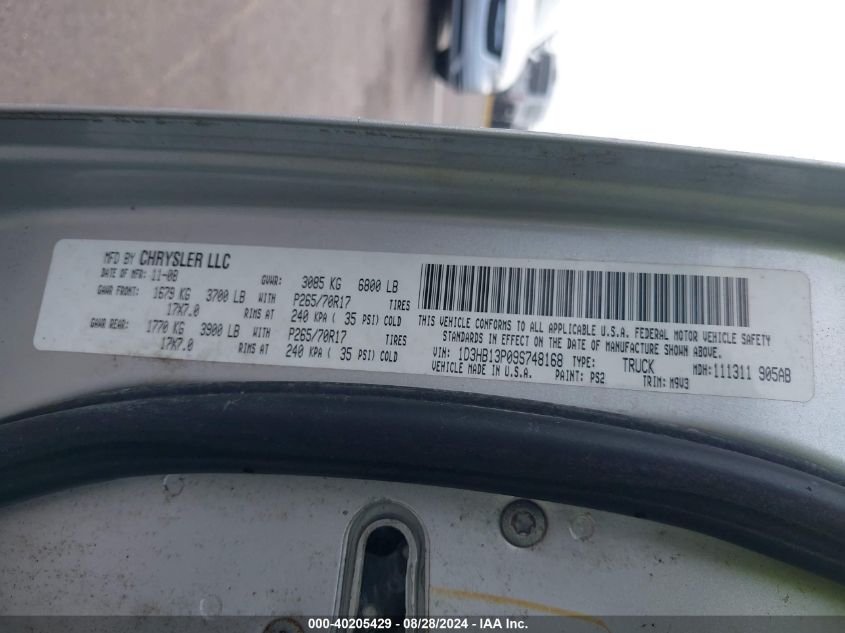 MFD BY CHRYSLER LLC
DATE OF MFR: 11-08 GVWR: 3085 KG 6800 LB
GAWR FRONT: 1679 KG 3700 LB WITH P265/70R17 TIRES
17X7.0 RIMS AT 240 KPA ( 35 PSI) COLD
GAWR REAR: 1770 KG 3900 LB WITH P265/70R17 TIRES
17X7.0 RIMS AT 240 KPA ( 35 PSI) COLD
THIS VEHICLE CONFORMS TO ALL APPLICABLE U.S.A. FEDERAL MOTOR VEHICLE SAFETY
STANDARDS IN EFFECT ON THE DATE OF MANUFACTURE SHOWN ABOVE.
VIN: 1D3HB13P09S748168 TYPE: TRUCK MDH: 111311 905AB
VEHICLE MADE IN U.S.A. PAINT: PS2 TRIM: M9V3
000-40205429 - 08/28/2024 - IAAI.com